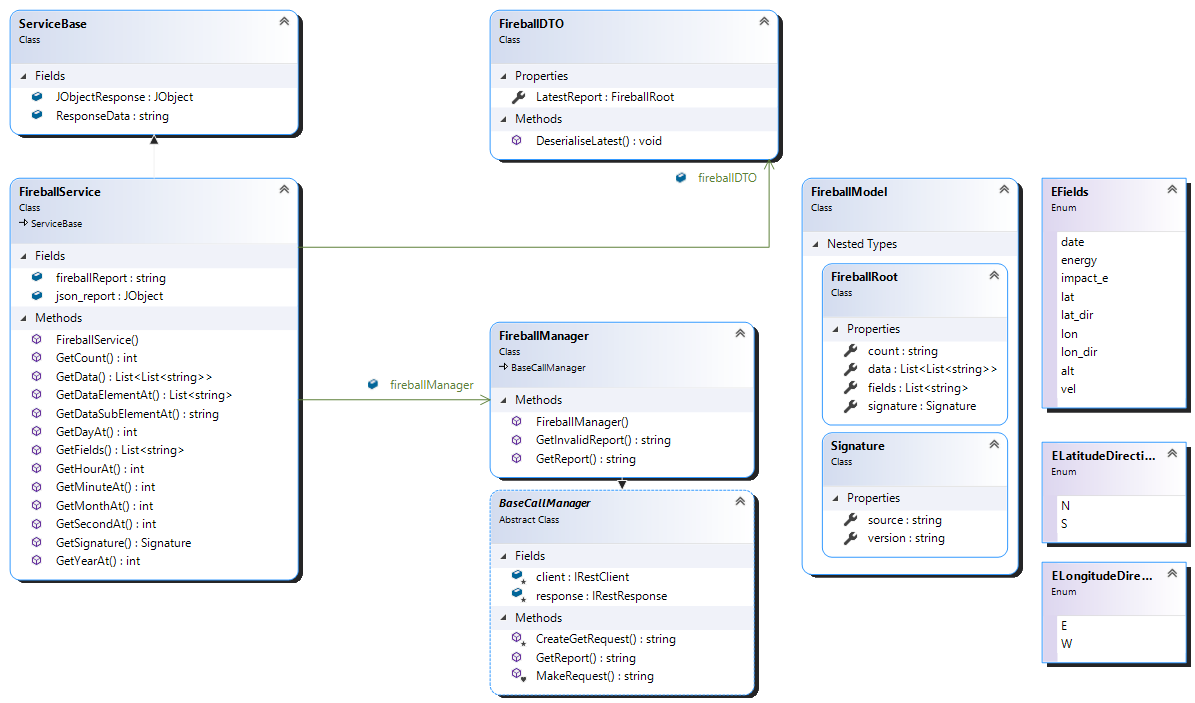 ServiceBase
Class
Fields
JObjectResponse : JObject
ResponseData : string
FireballService
Class
ServiceBase
Fields
fireballReport : string
json_report : JObject
Methods
FireballService()
GetCount() : int
GetData() : List<List<string>>
GetDataElementAt() : List<string>
GetDataSubElementAt() : string
GetDayAt() : int
GetFields() : List<string>
GetHourAt() : int
GetMinuteAt() : int
GetMonthAt() : int
GetSecondAt() : int
GetSignature() : Signature
GetYearAt() : int
FireballDTO
Class
Properties
LatestReport : FireballRoot
Methods
DeserialiseLatest() : void
fireballDTO
fireballManager
FireballManager
Class
BaseCallManager
Methods
FireballManager()
GetInvalidReport() : string
GetReport() : string
BaseCallManager
Abstract Class
Fields
client : IRestClient
response : IRestResponse
Methods
CreateGetRequest() : string
GetReport() : string
MakeRequest() : string
FireballModel
Class
Nested Types
FireballRoot
Class
Properties
count : string
data : List<List<string>>
fields : List<string>
signature : Signature
Signature
Class
Properties
source : string
version : string
EFields
Enum
date
energy
impact_e
lat
lat_dir
lon
lon_dir
alt
vel
ELatitudeDirecti...
Enum
N
S
ELongitudeDire...
Enum
E
W